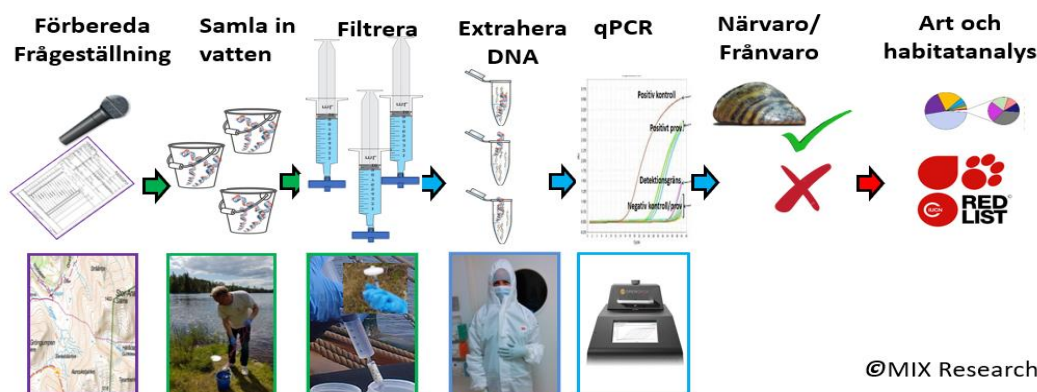 Förbereda
Frågeställning
Samla in
vatten
Filtrera
Extrahera
DNA
qPCR
Närvaro/
Frånvaro
Art och
habitatanalys
Positiv kontroll
Positivt prov
Detektionsgräns
Negativ kontroll/prov
IUCN
RED
LIST
©MIX Research